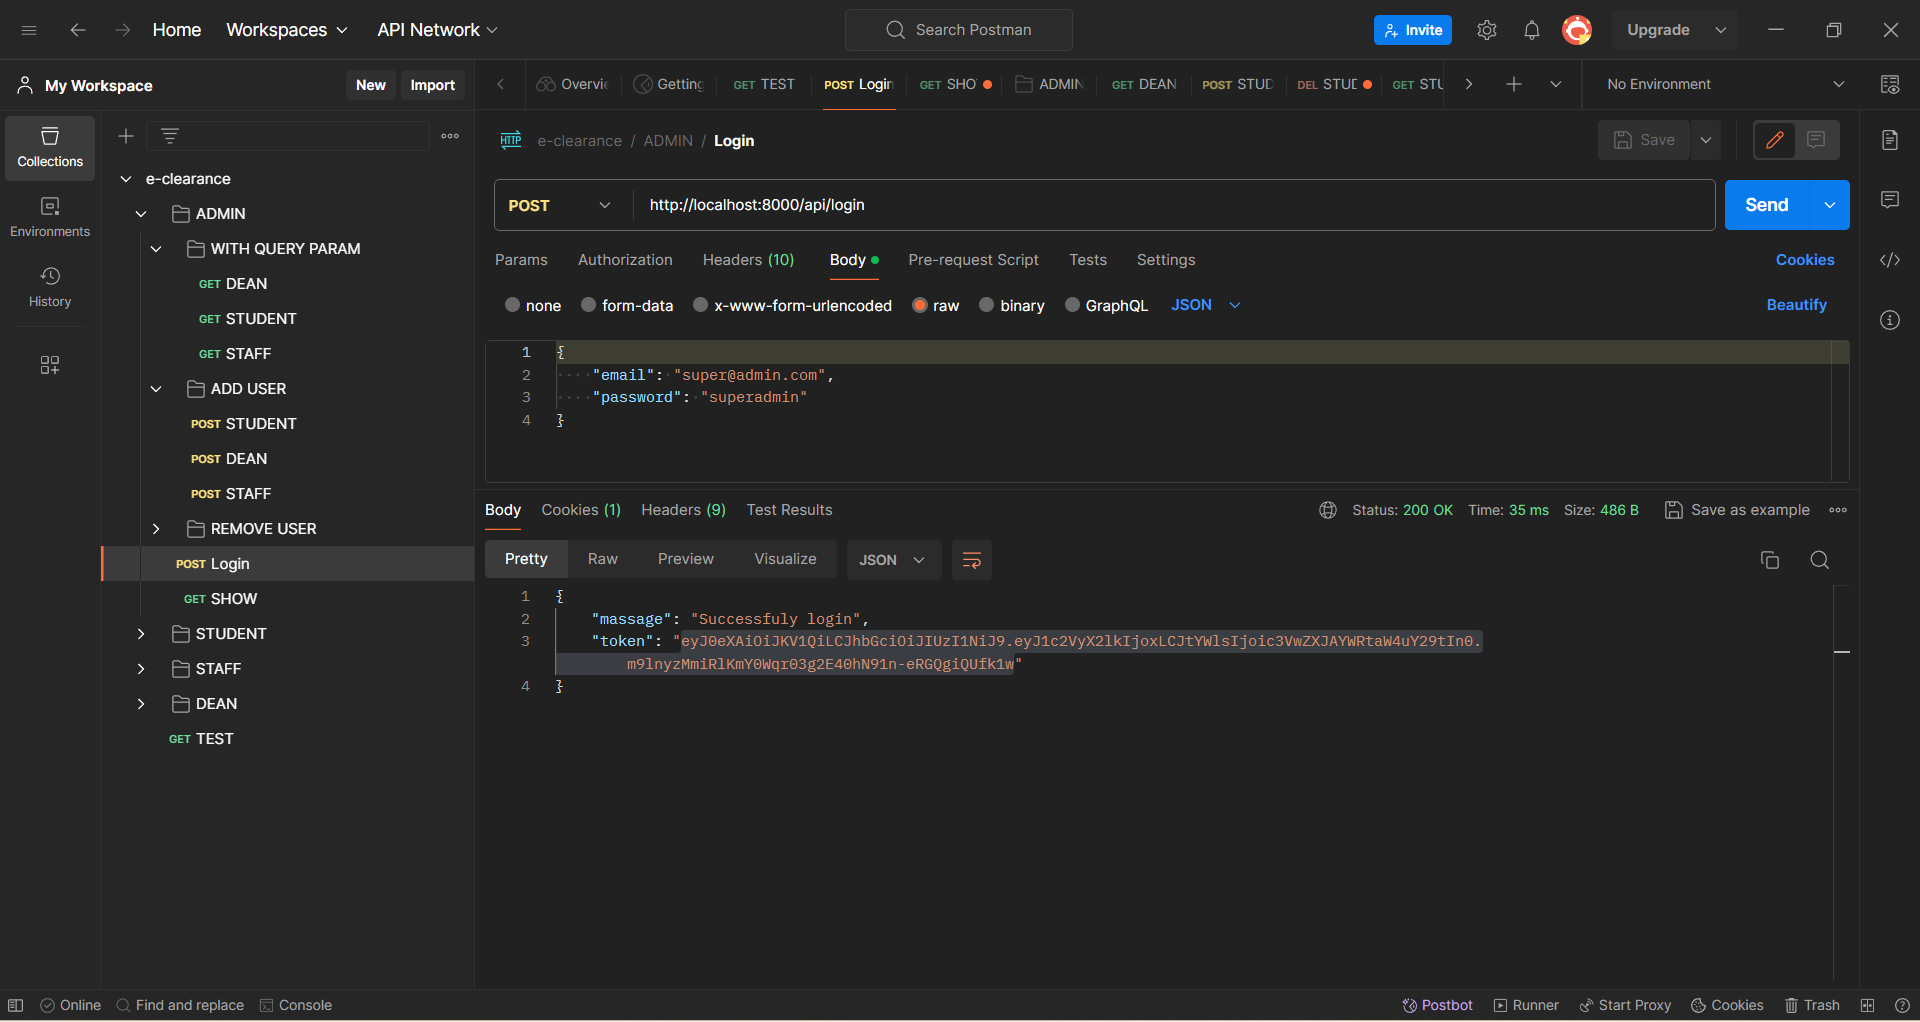 Home Workspaces API Network Search Postman Invite Upgrade
My Workspace New Import
Overvie Getting GET TEST POST Login GET SHO ADMIN GET DEAN POST STUD DEL STUD GET STU No Environment
Collections
Environments
History
e-clearance
ADMIN
WITH QUERY PARAM
GET DEAN
GET STUDENT
GET STAFF
ADD USER
POST STUDENT
POST DEAN
POST STAFF
REMOVE USER
POST Login
GET SHOW
STUDENT
STAFF
DEAN
GET TEST
HTTP e-clearance / ADMIN / Login Save
POST http://localhost:8000/api/login Send
Params Authorization Headers (10) Body Pre-request Script Tests Settings Cookies
none form-data x-www-form-urlencoded raw binary GraphQL JSON Beautify
1 {
2 "email": "super@admin.com",
3 "password": "superadmin"
4 }
Body Cookies (1) Headers (9) Test Results Status: 200 OK Time: 35 ms Size: 486 B Save as example
Pretty Raw Preview Visualize JSON
1 {
2 "massage": "Successfuly login",
3 "token": "eyJ0eXAiOiJKV1QiLCJhbGciOiJIUzI1NiJ9.eyJ1c2VyX2lkIjoxLCJtYWlsIjoic3VwZXJAYWRtaW4uY29tIn0.
m9lnyzMmiRlKmY0Wqr03g2E40hN91n-eRGQgiQUfk1w"
4 }
Online Find and replace Console Postbot Runner Start Proxy Cookies Trash